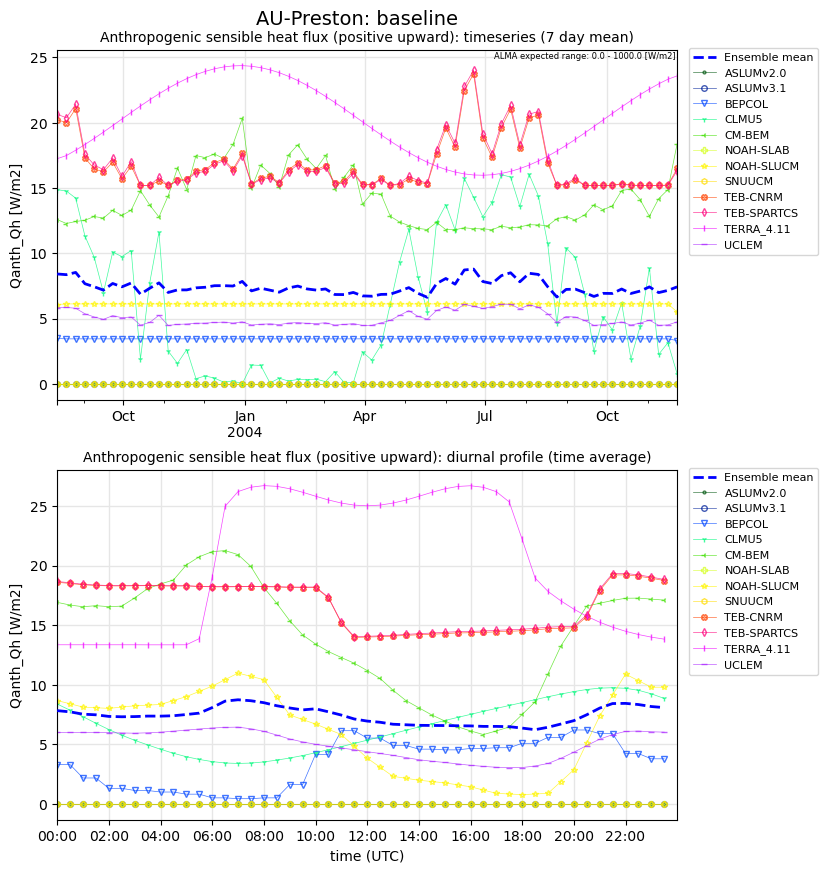 AU-Preston: baseline
Anthropogenic sensible heat flux (positive upward): timeseries (7 day mean)
ALMA expected range: 0.0 - 1000.0 [W/m2]
Qanth_Qh [W/m2]
25
20
15
10
5
0
Oct
Jan
2004
Apr
Jul
Oct
Ensemble mean
ASLUMv2.0
ASLUMv3.1
BEPCOL
CLMU5
CM-BEM
NOAH-SLAB
NOAH-SLUCM
SNUUCM
TEB-CNRM
TEB-SPARTCS
TERRA_4.11
UCLEM
Anthropogenic sensible heat flux (positive upward): diurnal profile (time average)
Qanth_Qh [W/m2]
25
20
15
10
5
0
00:00
02:00
04:00
06:00
08:00
10:00
12:00
14:00
16:00
18:00
20:00
22:00
time (UTC)
Ensemble mean
ASLUMv2.0
ASLUMv3.1
BEPCOL
CLMU5
CM-BEM
NOAH-SLAB
NOAH-SLUCM
SNUUCM
TEB-CNRM
TEB-SPARTCS
TERRA_4.11
UCLEM